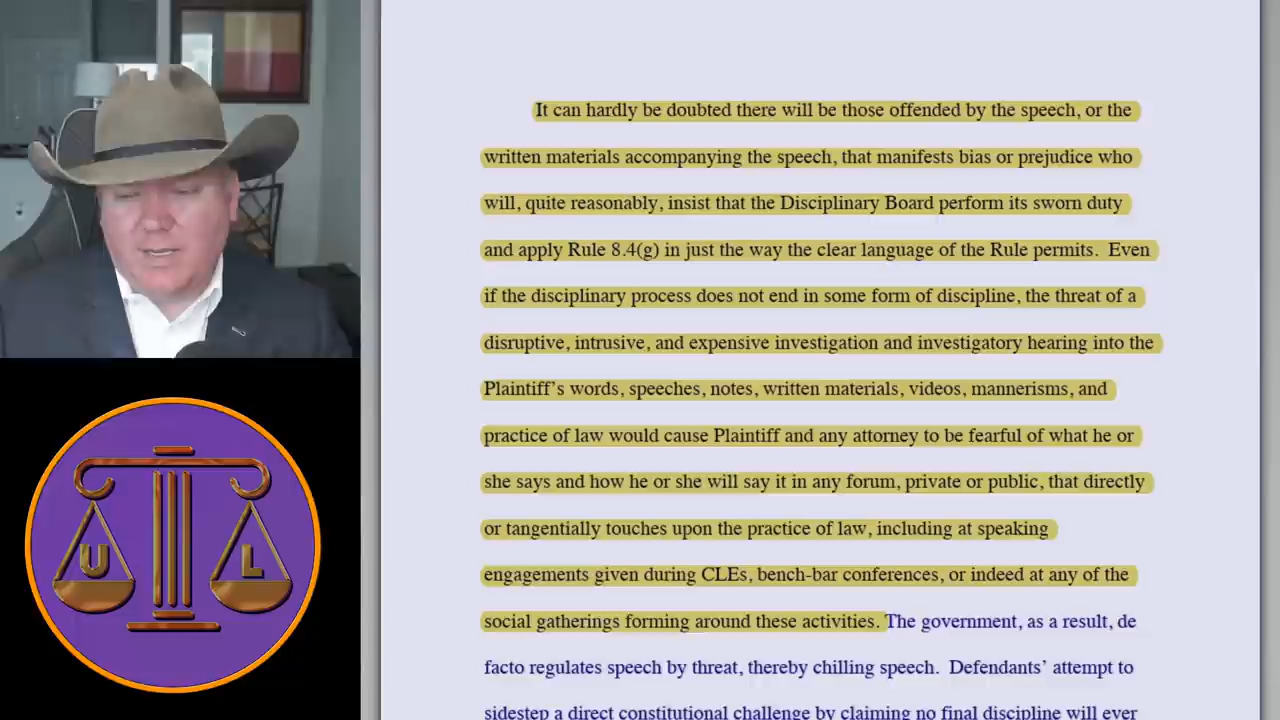 It can hardly be doubted there will be those offended by the speech, or the
written materials accompanying the speech, that manifests bias or prejudice who
will, quite reasonably, insist that the Disciplinary Board perform its sworn duty
and apply Rule 8.4(g) in just the way the clear language of the Rule permits. Even
if the disciplinary process does not end in some form of discipline, the threat of a
disruptive, intrusive, and expensive investigation and investigatory hearing into the
Plaintiff’s words, speeches, notes, written materials, videos, mannerisms, and
practice of law would cause Plaintiff and any attorney to be fearful of what he or
she says and how he or she will say it in any forum, private or public, that directly
or tangentially touches upon the practice of law, including at speaking
engagements given during CLEs, bench-bar conferences, or indeed at any of the
social gatherings forming around these activities. The government, as a result, de
facto regulates speech by threat, thereby chilling speech. Defendants’ attempt to
sidestep a direct constitutional challenge by claiming no final discipline will ever
U L